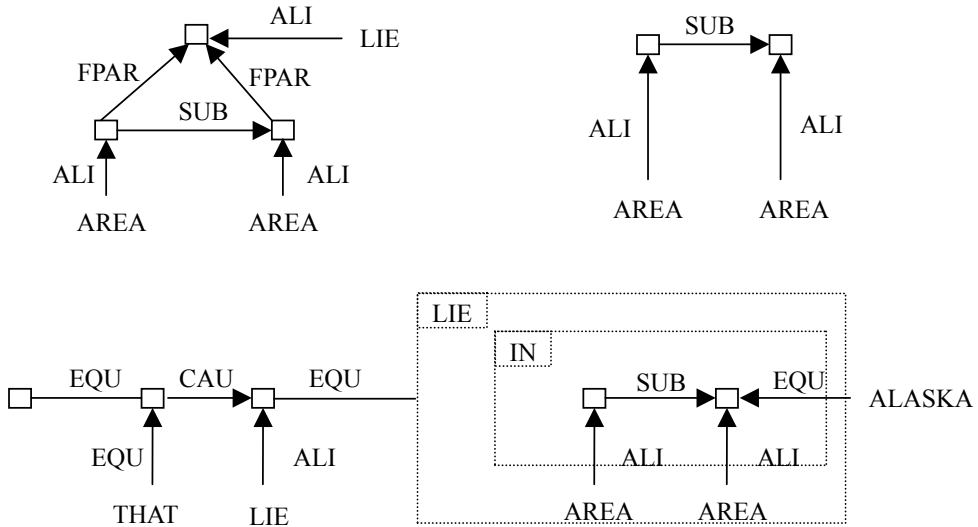 ALI
LIE
FPAR FPAR
SUB
ALI ALI
AREA AREA
SUB
ALI ALI
AREA AREA
LIE
IN
EQU CAU EQU
SUB EQU
ALASKA
EQU ALI
ALI ALI
THAT LIE
AREA AREA